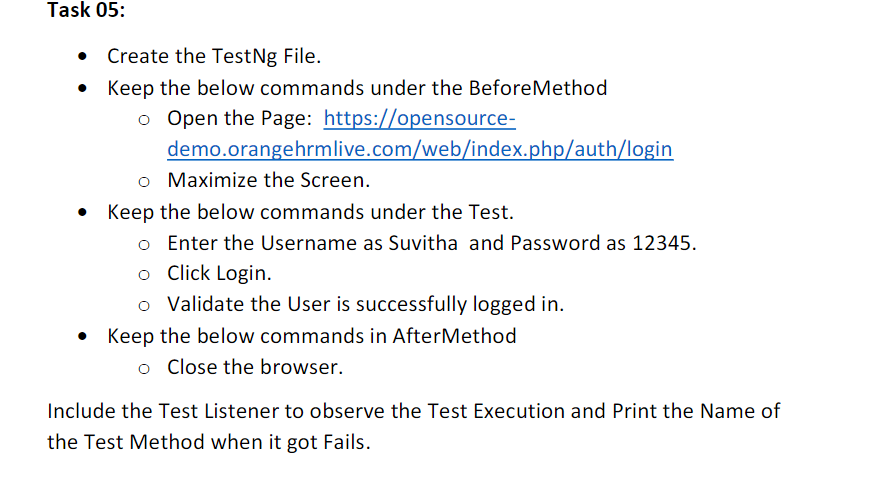 Task 05:
• Create the TestNg File.
• Keep the below commands under the BeforeMethod
o Open the Page: https://opensource-
demo.orangehrmlive.com/web/index.php/auth/login
o Maximize the Screen.
• Keep the below commands under the Test.
o Enter the Username as Suvitha and Password as 12345.
o Click Login.
o Validate the User is successfully logged in.
• Keep the below commands in AfterMethod
o Close the browser.
Include the Test Listener to observe the Test Execution and Print the Name of
the Test Method when it got Fails.